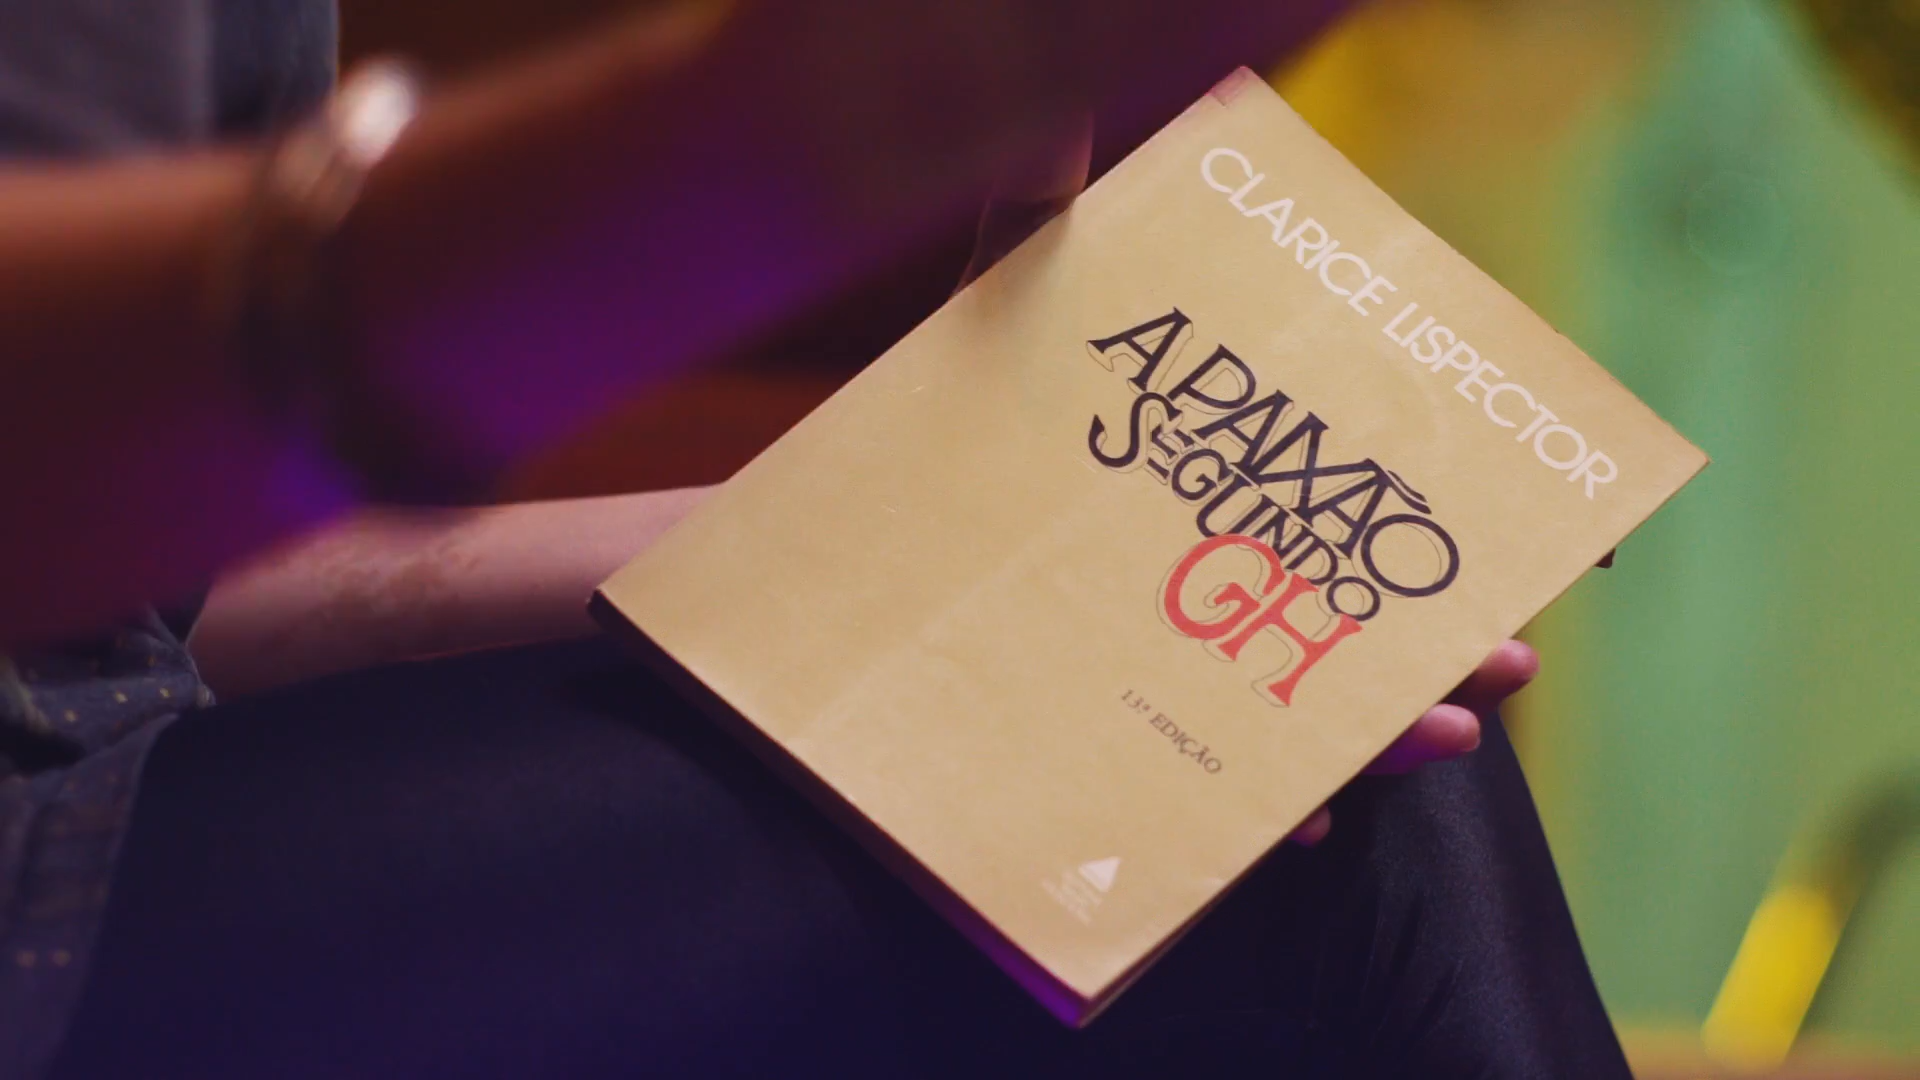 CLARICE LISPECTOR
A PAIXÃO
SEGUNDO
GH
13ª EDIÇÃO